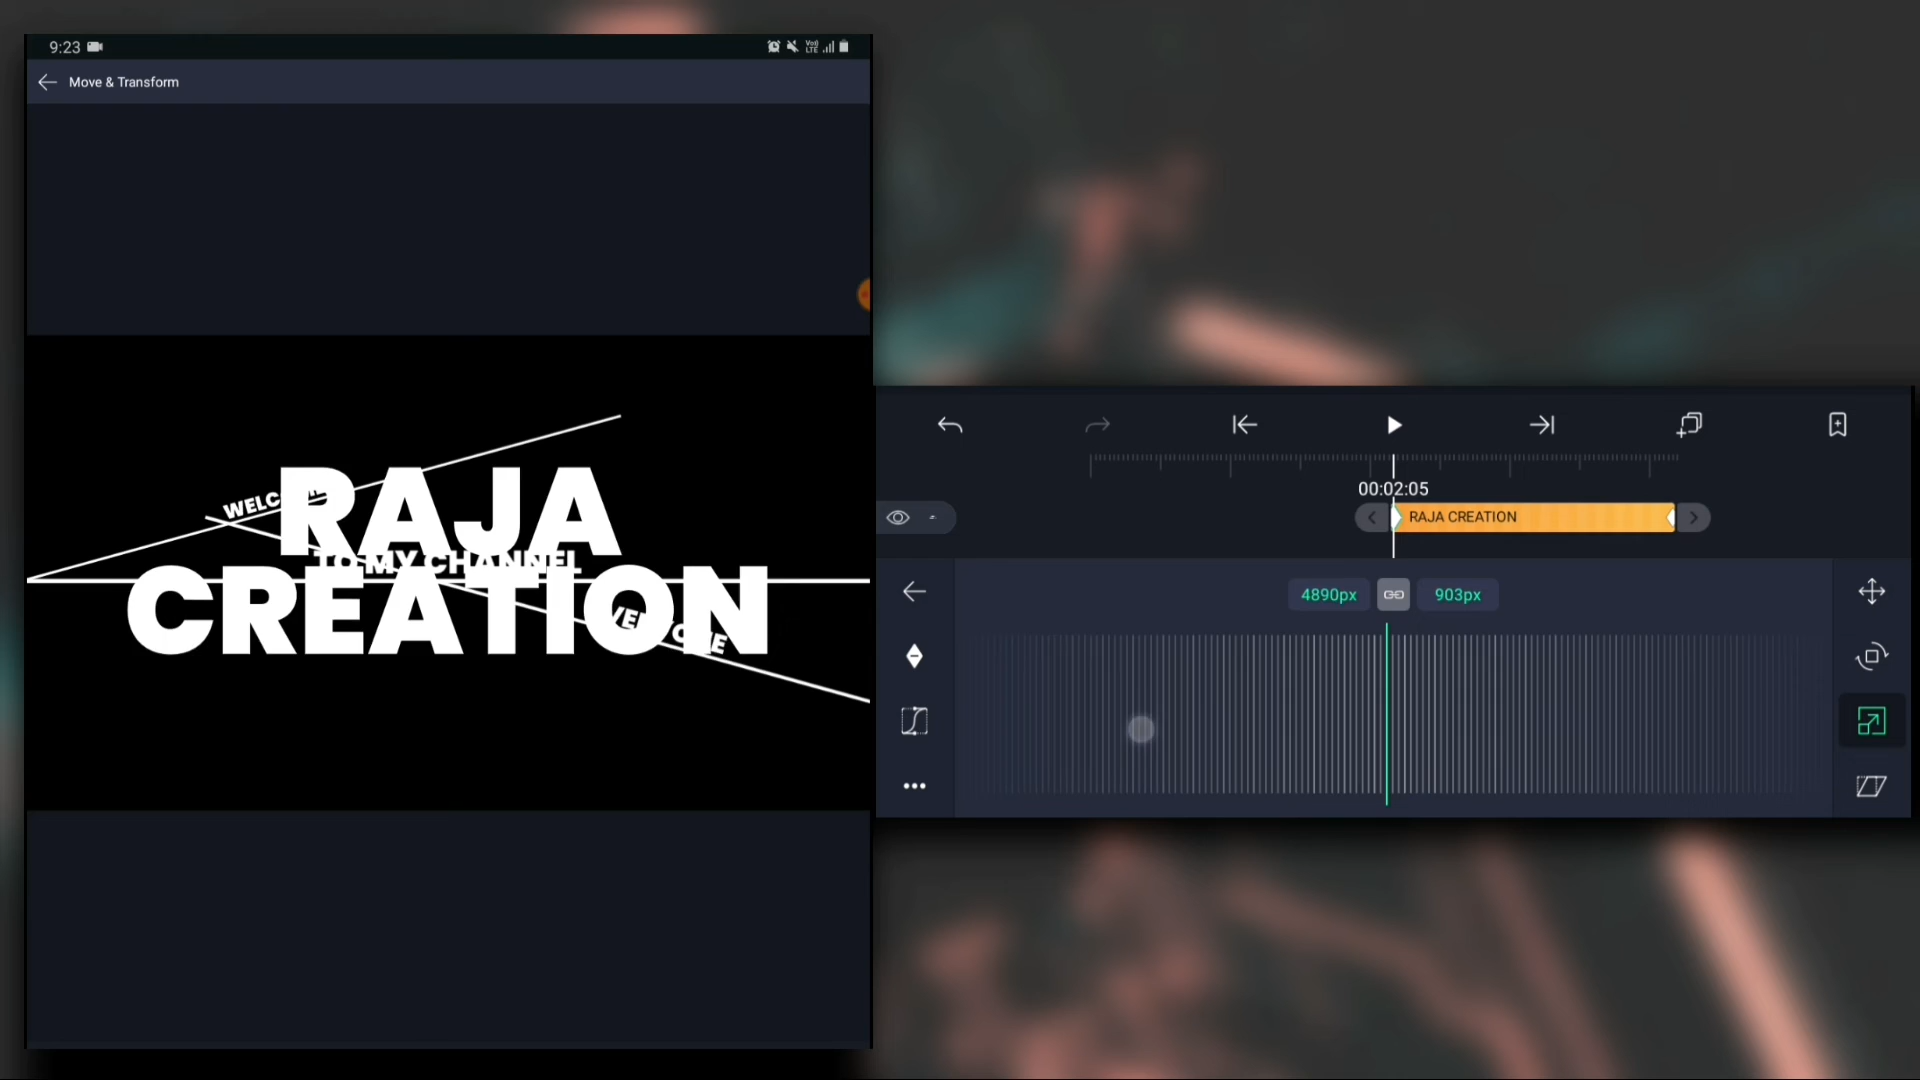 9:23
Move & Transform
RAJA
TO MY CHANNEL
CREATION
00:02:05
RAJA CREATION
4890px
903px